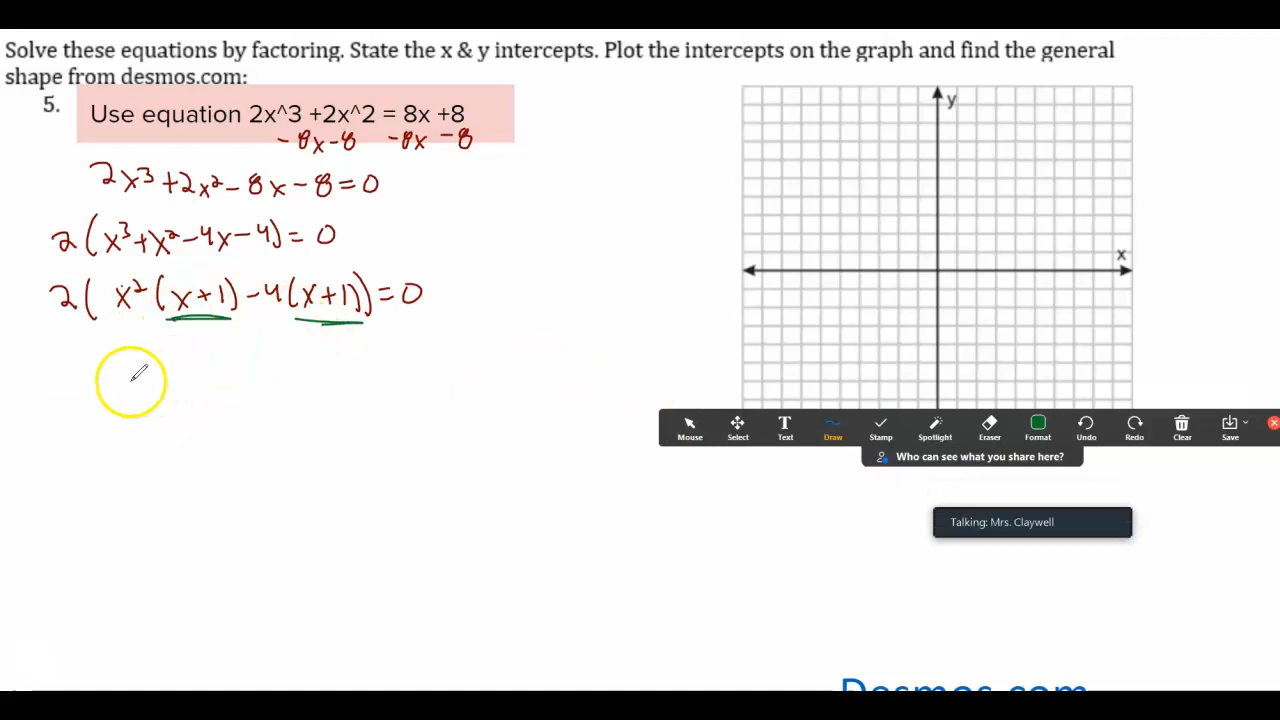 Solve these equations by factoring. State the x & y intercepts. Plot the intercepts on the graph and find the general
shape from desmos.com:
5.
Use equation 2x^3 +2x^2 = 8x +8
-8x-8 -8x -8
2x³ +2x² - 8x - 8 = 0
2(x³+x²-4x-4) = 0
2( x²(x+1) -4(x+1)) = 0
y
x
Mouse Select Text Draw Stamp Spotlight Eraser Format Undo Redo Clear Save
Who can see what you share here?
Talking: Mrs. Claywell
Desmos.com